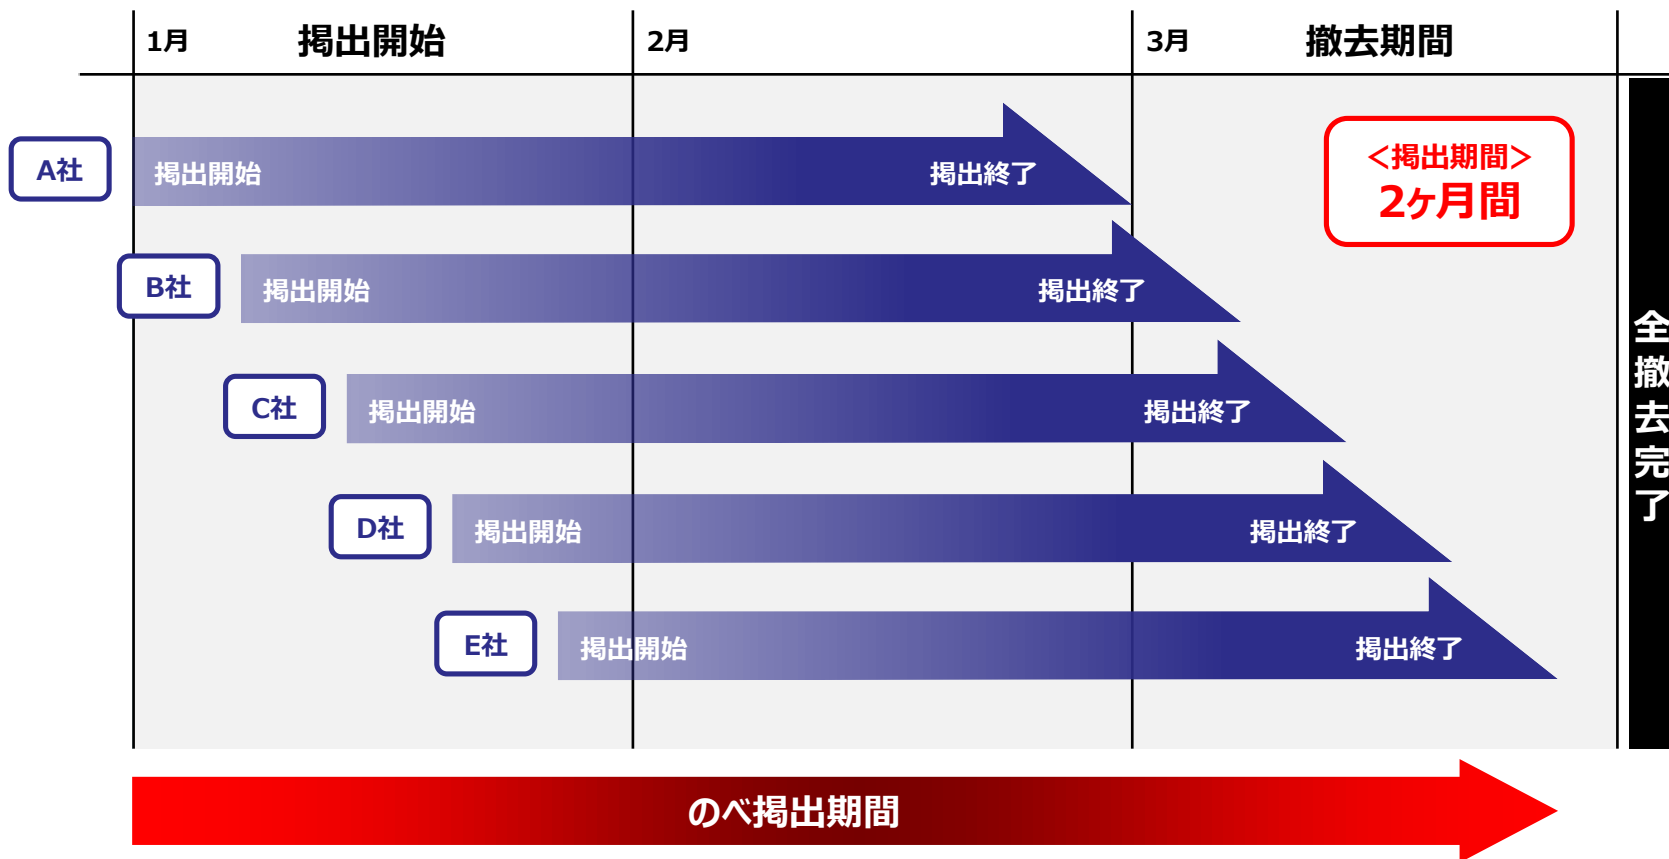 1月
掲出開始
2月
3月
撤去期間
A社
掲出開始
掲出終了
<掲出期間>
2ヶ月間
B社
掲出開始
掲出終了
C社
掲出開始
掲出終了
D社
掲出開始
掲出終了
E社
掲出開始
掲出終了
全撤去完了
のべ掲出期間